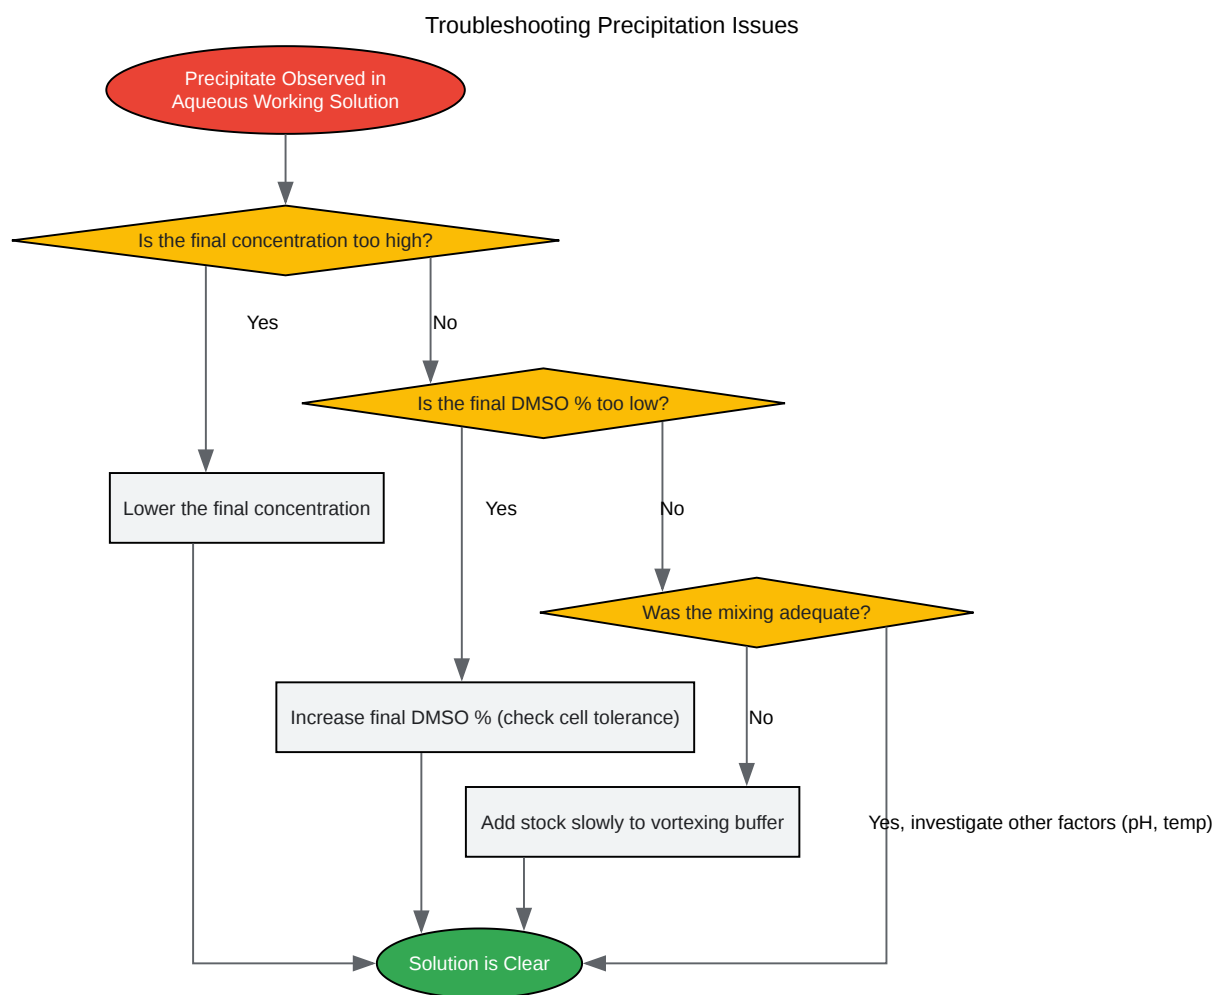 Troubleshooting Precipitation Issues
Precipitate Observed in
Aqueous Working Solution
Is the final concentration too high?
Yes
No
Is the final DMSO % too low?
Lower the final concentration
Yes
No
Was the mixing adequate?
Increase final DMSO % (check cell tolerance)
No
Add stock slowly to vortexing buffer
Yes, investigate other factors (pH, temp)
Solution is Clear